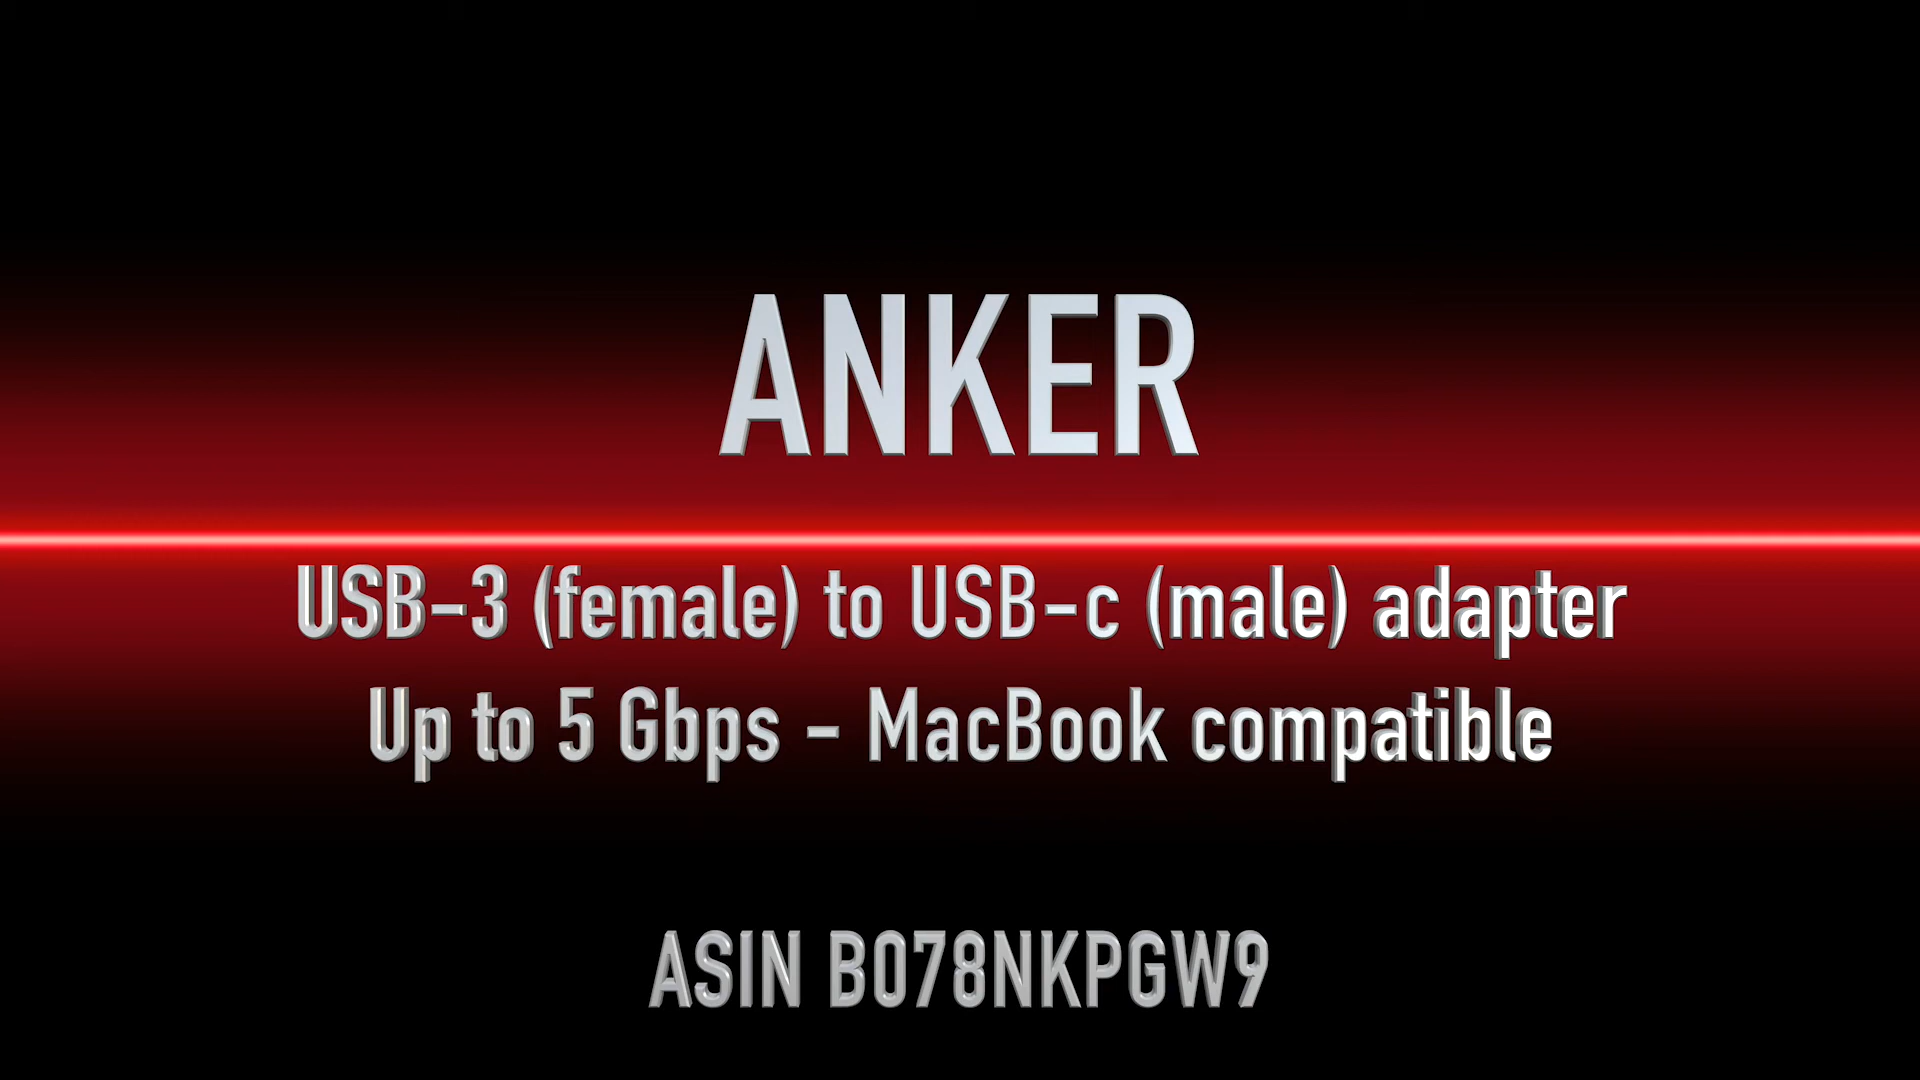 ANKER
USB-3 (female) to USB-c (male) adapter
Up to 5 Gbps - MacBook compatible
ASIN B078NKPGW9